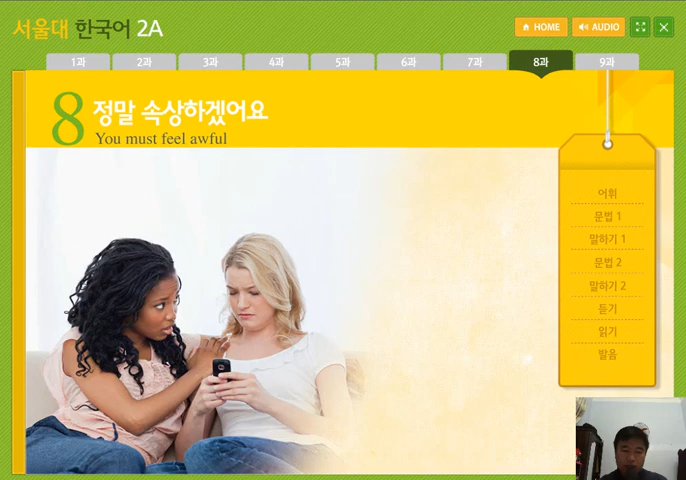 서울대 한국어 2A
HOME
AUDIO
1과
2과
3과
4과
5과
6과
7과
8과
9과
8 정말 속상하겠어요
You must feel awful
어휘
문법 1
말하기 1
문법 2
말하기 2
듣기
읽기
발음